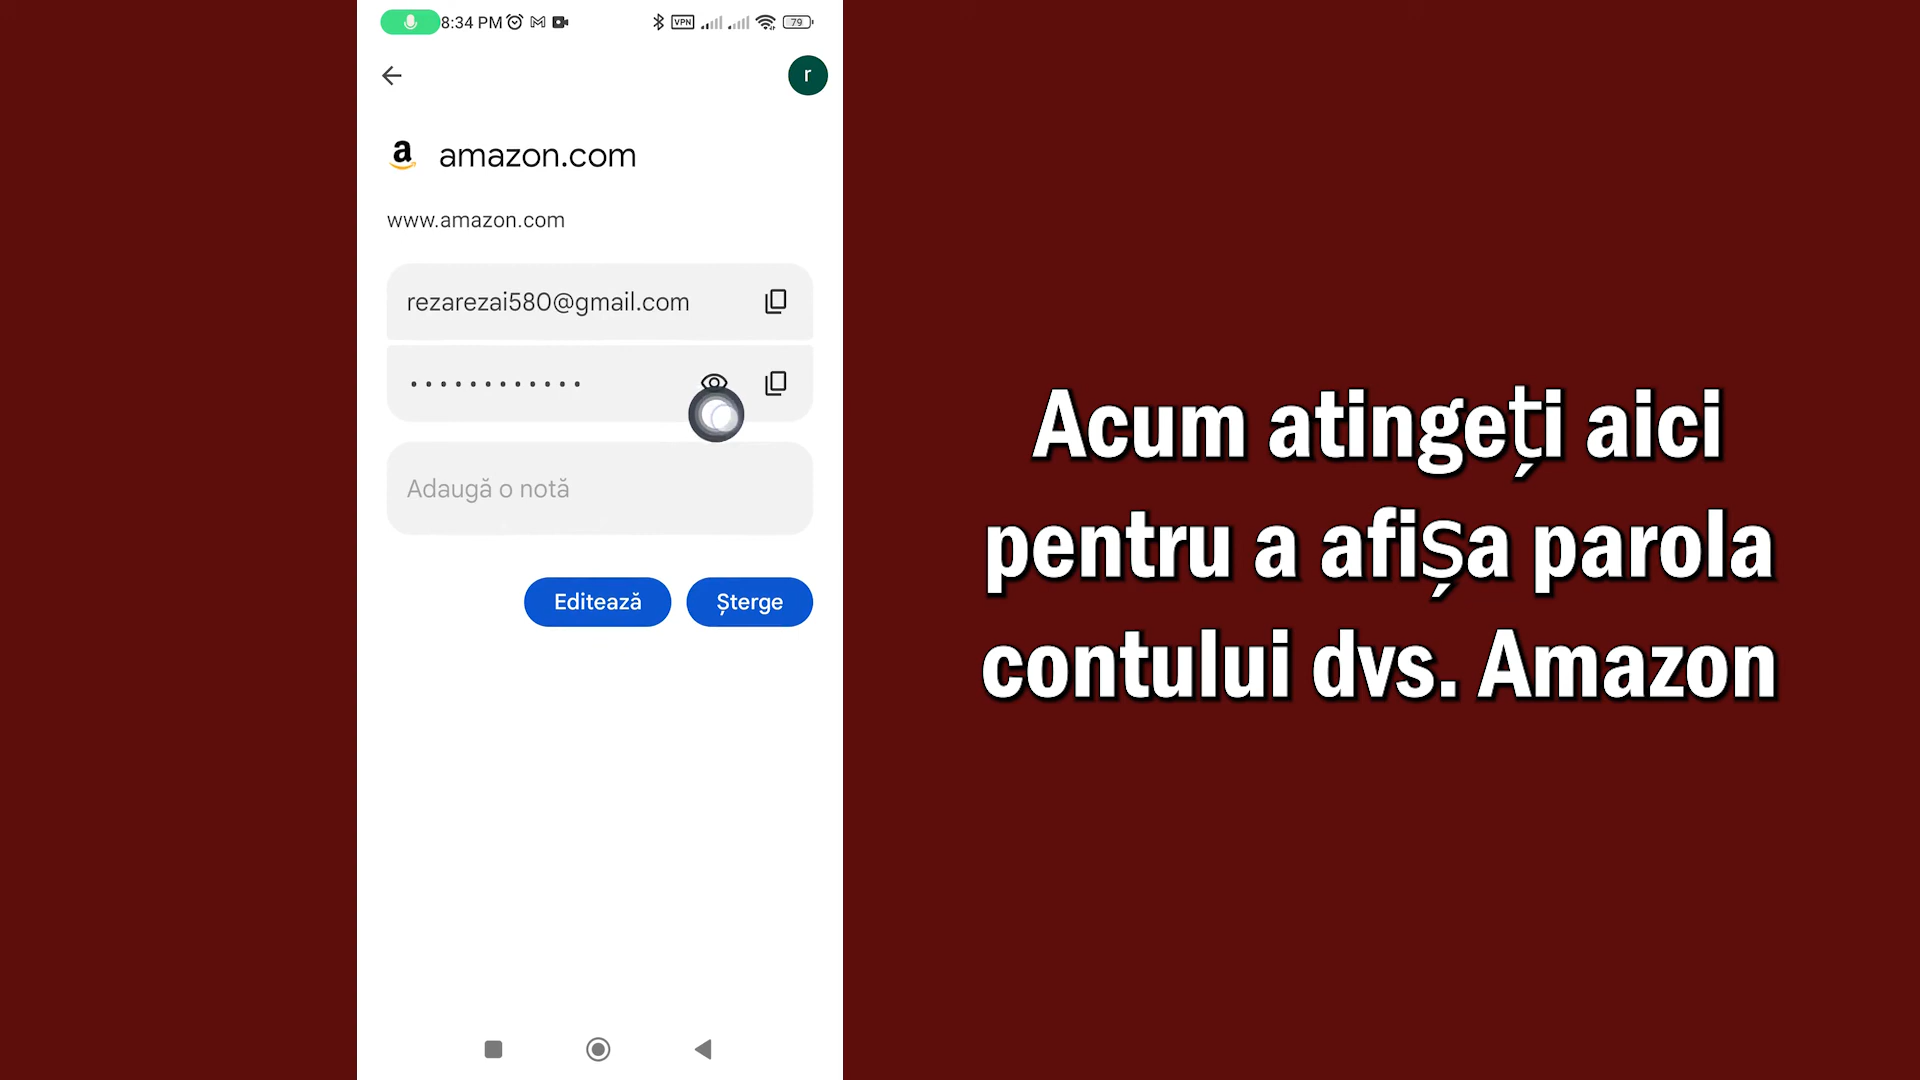 8:34 PM
VPN
79
r
a amazon.com
www.amazon.com
rezarezai580@gmail.com
••••••••••••
Adaugă o notă
Editează
Șterge
Acum atingeți aici
pentru a afișa parola
contului dvs. Amazon